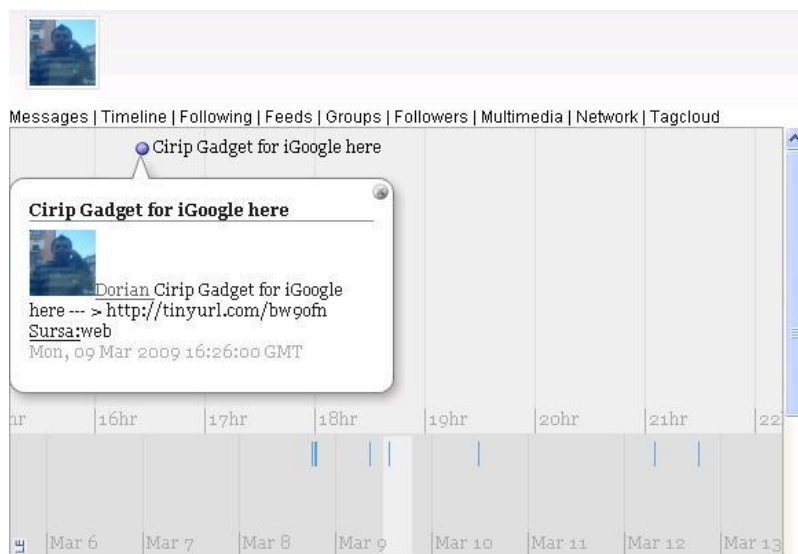 Messages | Timeline | Following | Feeds | Groups | Followers | Multimedia | Network | Tagcloud
Cirip Gadget for iGoogle here
Cirip Gadget for iGoogle here
Dorian Cirip Gadget for iGoogle
here --- > http://tinyurl.com/bw9ofn
Sursa:web
Mon, 09 Mar 2009 16:26:00 GMT
hr 16hr 17hr 18hr 19hr 20hr 21hr 22
Mar 6 Mar 7 Mar 8 Mar 9 Mar 10 Mar 11 Mar 12 Mar 13